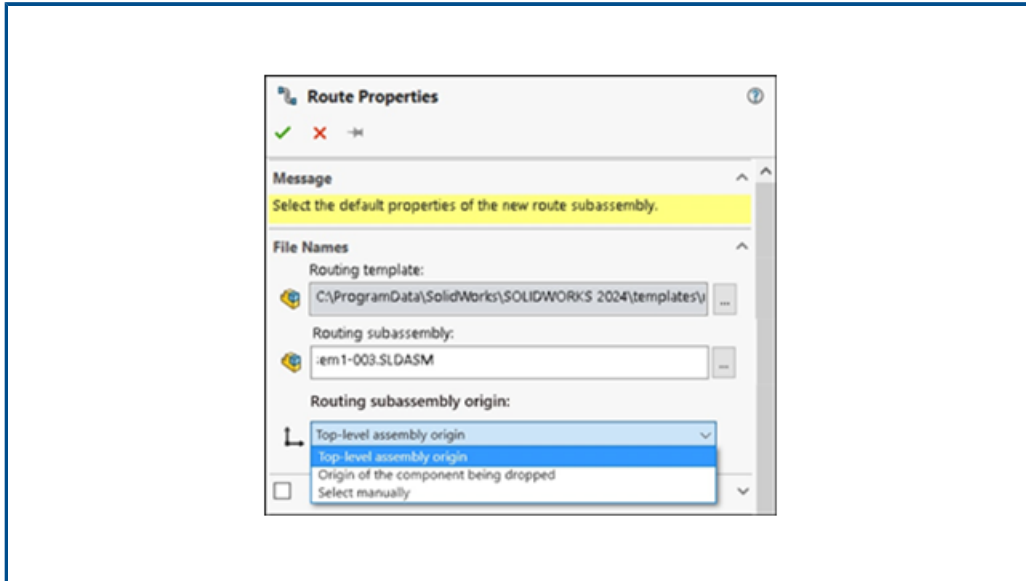 Route Properties
Message
Select the default properties of the new route subassembly.
File Names
Routing template:
C:\ProgramData\SolidWorks\SOLIDWORKS 2024\templates\
...
Routing subassembly:
:em1-003.SLDASM
...
Routing subassembly origin:
Top-level assembly origin
Top-level assembly origin
Origin of the component being dropped
Select manually